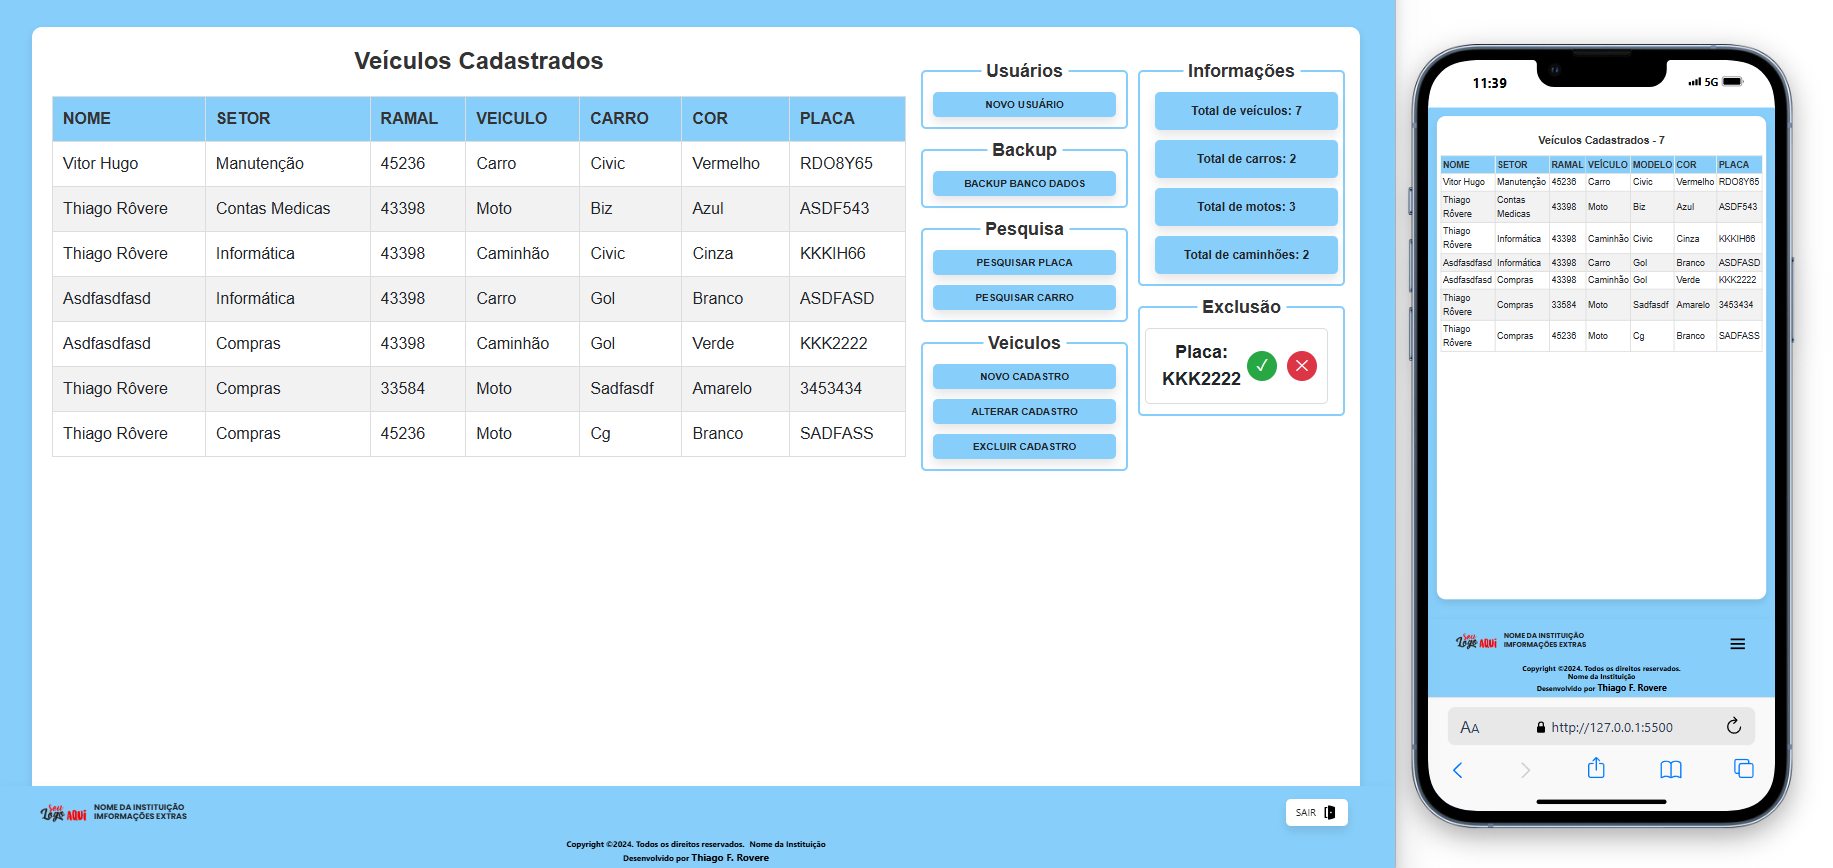 Veículos Cadastrados
NOME SETOR RAMAL VEICULO CARRO COR PLACA
Vitor Hugo Manutenção 45236 Carro Civic Vermelho RDO8Y65
Thiago Rôvere Contas Medicas 43398 Moto Biz Azul ASDF543
Thiago Rôvere Informática 43398 Caminhão Civic Cinza KKKIH66
Asdfasdfasd Informática 43398 Carro Gol Branco ASDFASD
Asdfasdfasd Compras 43398 Caminhão Gol Verde KKK2222
Thiago Rôvere Compras 33584 Moto Sadfasdf Amarelo 3453434
Thiago Rôvere Compras 45236 Moto Cg Branco SADFASS
Usuários
NOVO USUÁRIO
Backup
BACKUP BANCO DADOS
Pesquisa
PESQUISAR PLACA
PESQUISAR CARRO
Veiculos
NOVO CADASTRO
ALTERAR CADASTRO
EXCLUIR CADASTRO
Informações
Total de veículos: 7
Total de carros: 2
Total de motos: 3
Total de caminhões: 2
Exclusão
Placa:
KKK2222
Seu
Logo AQUI
NOME DA INSTITUIÇÃO
IMFORMAÇÕES EXTRAS
SAIR
Copyright ©2024. Todos os direitos reservados. Nome da Instituição
Desenvolvido por Thiago F. Rovere
11:39 5G
Veículos Cadastrados - 7
NOME SETOR RAMAL VEÍCULO MODELO COR PLACA
Vitor Hugo Manutenção 45236 Carro Civic Vermelho RDO8Y65
Thiago Rôvere Contas Medicas 43398 Moto Biz Azul ASDF543
Thiago Rôvere Informática 43398 Caminhão Civic Cinza KKKIH66
Asdfasdfasd Informática 43398 Carro Gol Branco ASDFASD
Asdfasdfasd Compras 43398 Caminhão Gol Verde KKK2222
Thiago Rôvere Compras 33584 Moto Sadfasdf Amarelo 3453434
Thiago Rôvere Compras 45236 Moto Cg Branco SADFASS
Seu
Logo AQUI
NOME DA INSTITUIÇÃO
IMFORMAÇÕES EXTRAS
Copyright ©2024. Todos os direitos reservados.
Nome da Instituição
Desenvolvido por Thiago F. Rovere
AA http://127.0.0.1:5500